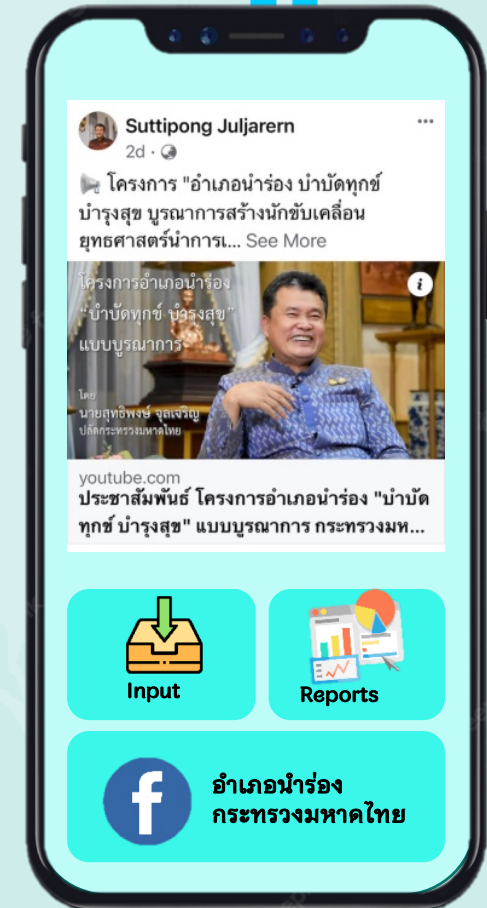 Suttipong Juljarern
2d ·
โครงการ "อำเภอนำร่อง บำบัดทุกข์
บำรุงสุข บูรณาการสร้างนักขับเคลื่อน
ยุทธศาสตร์นำการเ... See More
โครงการอำเภอนำร่อง
"บำบัดทุกข์ บำรุงสุข"
แบบบูรณาการ
โดย
นายสุทธิพงษ์ จุลเจริญ
ปลัดกระทรวงมหาดไทย
youtube.com
ประชาสัมพันธ์ โครงการอำเภอนำร่อง "บำบัด
ทุกข์ บำรุงสุข" แบบบูรณาการ กระทรวงมห...
Input
Reports
อำเภอนำร่อง
กระทรวงมหาดไทย